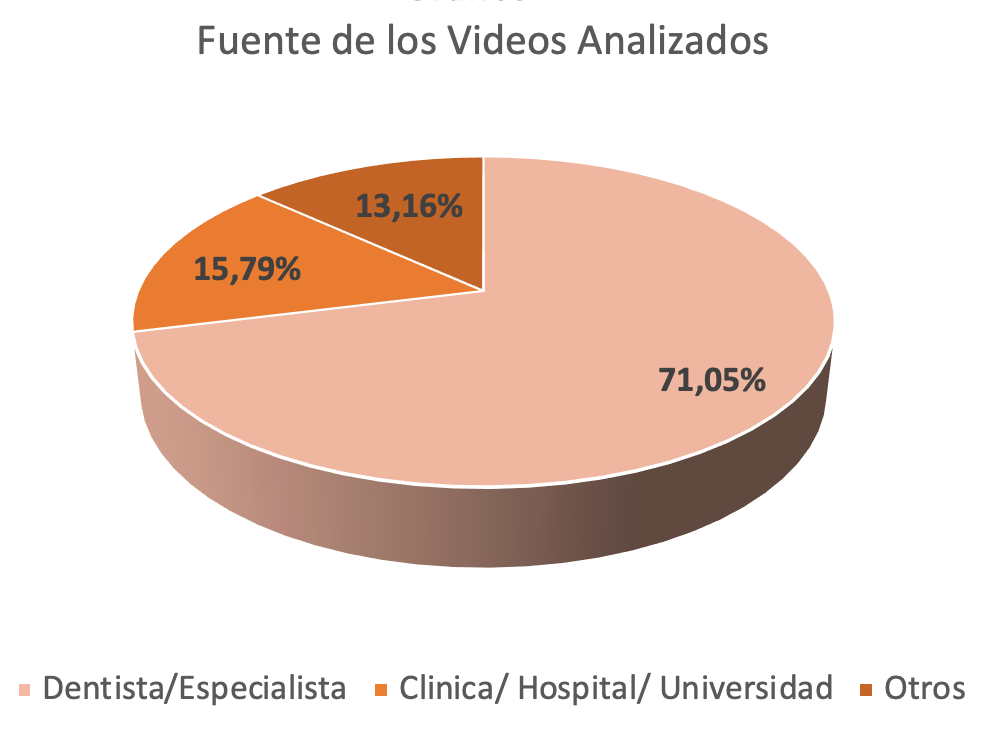 Fuente de los Videos Analizados
13,16%
15,79%
71,05%
Dentista/Especialista Clinica/ Hospital/ Universidad Otros